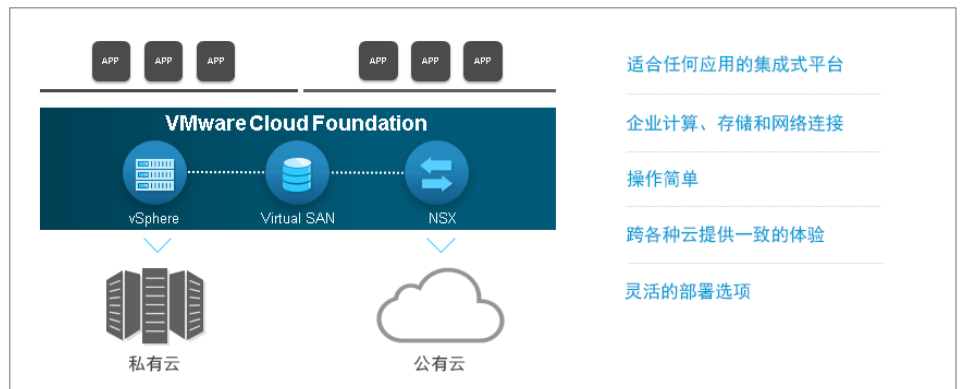 APP APP APP APP APP APP
VMware Cloud Foundation
vSphere Virtual SAN NSX
私有云 公有云
适合任何应用的集成式平台
企业计算、存储和网络连接
操作简单
跨各种云提供一致的体验
灵活的部署选项